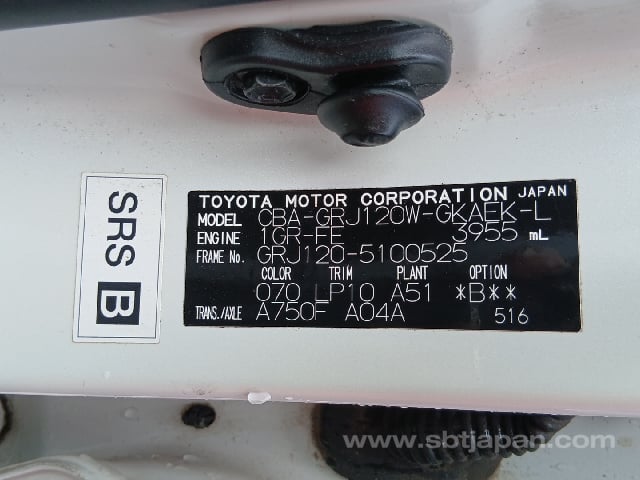 SRS B
TOYOTA MOTOR CORPORATION JAPAN
MODEL CBA-GRJ120W-GKAEK-L
ENGINE 1GR-FE 3955 mL
FRAME No. GRJ120-5100525
COLOR TRIM PLANT OPTION
070 LP10 A51 *B**
TRANS./AXLE A750F A04A 516
www.sbtjapan.com